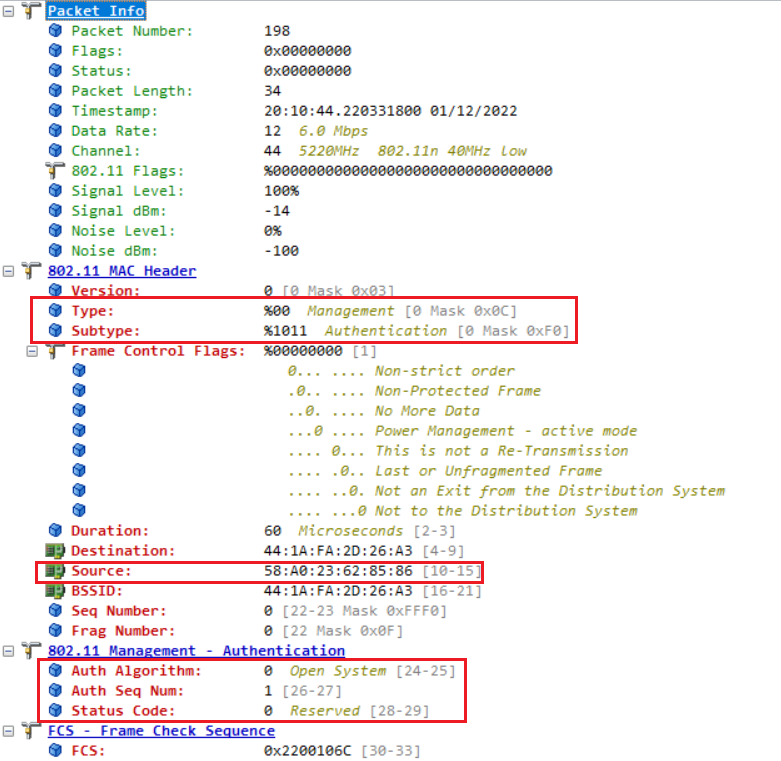 Packet Info
Packet Number: 198
Flags: 0x00000000
Status: 0x00000000
Packet Length: 34
Timestamp: 20:10:44.220331800 01/12/2022
Data Rate: 12 6.0 Mbps
Channel: 44 5220MHz 802.11n 40MHz low
802.11 Flags: %00000000000000000000000000000000
Signal Level: 100%
Signal dBm: -14
Noise Level: 0%
Noise dBm: -100
802.11 MAC Header
Version: 0 [0 Mask 0x03]
Type: %00 Management [0 Mask 0x0C]
Subtype: %1011 Authentication [0 Mask 0xF0]
Frame Control Flags: %00000000 [1]
0... .... Non-strict order
.0.. .... Non-Protected Frame
..0. .... No More Data
...0 .... Power Management - active mode
.... 0... This is not a Re-Transmission
.... .0.. Last or Unfragmented Frame
.... ..0. Not an Exit from the Distribution System
.... ...0 Not to the Distribution System
Duration: 60 Microseconds [2-3]
Destination: 44:1A:FA:2D:26:A3 [4-9]
Source: 58:A0:23:62:85:86 [10-15]
BSSID: 44:1A:FA:2D:26:A3 [16-21]
Seq Number: 0 [22-23 Mask 0xFFF0]
Frag Number: 0 [22 Mask 0x0F]
802.11 Management - Authentication
Auth Algorithm: 0 Open System [24-25]
Auth Seq Num: 1 [26-27]
Status Code: 0 Reserved [28-29]
FCS - Frame Check Sequence
FCS: 0x2200106C [30-33]